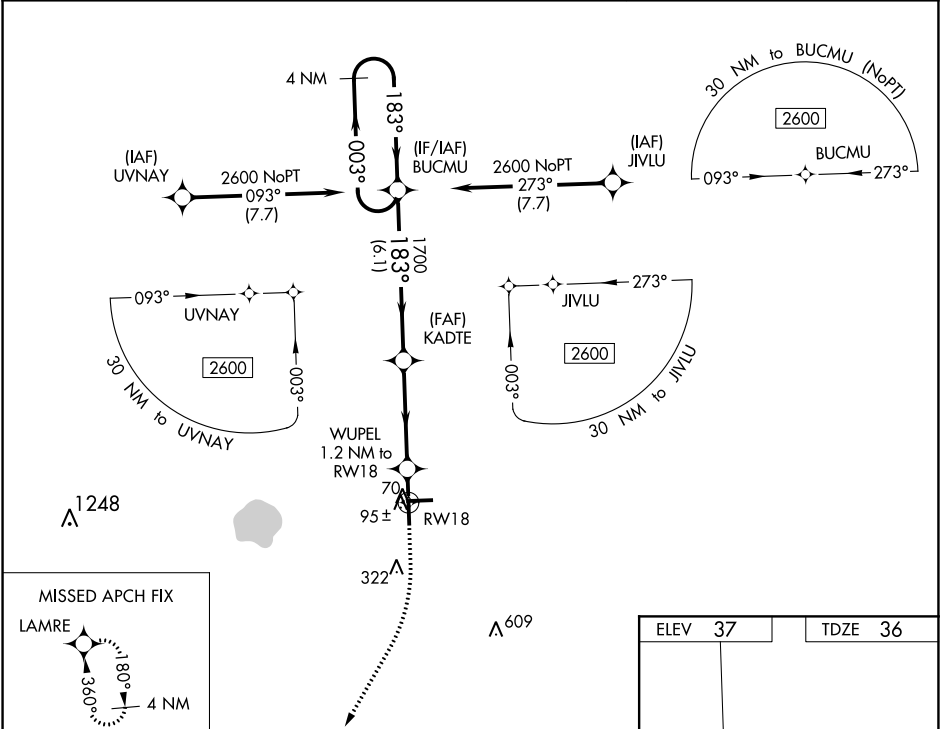 4 NM
183°
003°
(IF/IAF)
BUCMU
(IAF)
UVNAY
2600 NoPT
093°
(7.7)
2600 NoPT
273°
(7.7)
(IAF)
JIVLU
30 NM to BUCMU (NoPT)
2600
BUCMU
093°
273°
1700
183°
(6.1)
093°
UVNAY
2600
003°
30 NM to UVNAY
273°
JIVLU
2600
003°
30 NM to JIVLU
(FAF)
KADTE
WUPEL
1.2 NM to
RW18
70
95±
RW18
1248
322
609
MISSED APCH FIX
LAMRE
180°
360°
4 NM
ELEV 37
TDZE 36